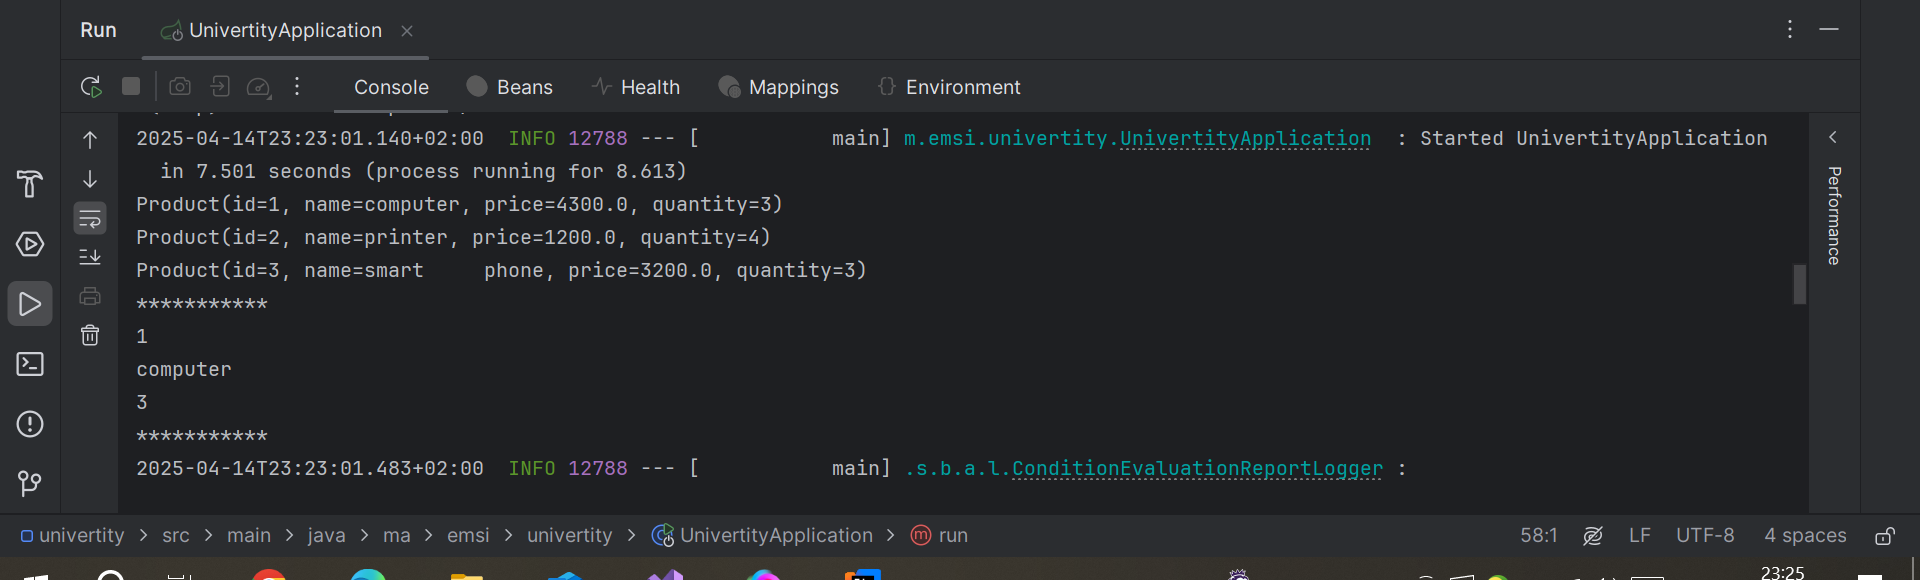 Run UnivertityApplication
Console Beans Health Mappings Environment
2025-04-14T23:23:01.140+02:00  INFO 12788 --- [           main] m.emsi.univertity.UnivertityApplication  : Started UnivertityApplication
in 7.501 seconds (process running for 8.613)
Product(id=1, name=computer, price=4300.0, quantity=3)
Product(id=2, name=printer, price=1200.0, quantity=4)
Product(id=3, name=smart     phone, price=3200.0, quantity=3)
***********
1
computer
3
***********
2025-04-14T23:23:01.483+02:00  INFO 12788 --- [           main] .s.b.a.l.ConditionEvaluationReportLogger :
Performance
univertity > src > main > java > ma > emsi > univertity > UnivertityApplication > run 58:1 LF UTF-8 4 spaces
23:25